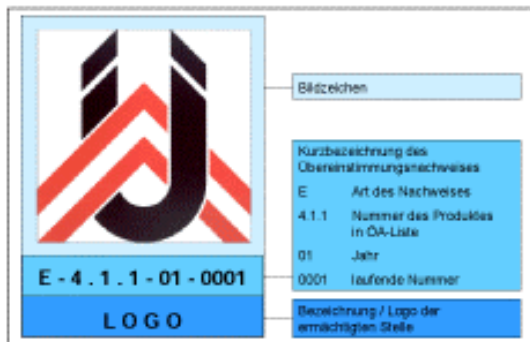 Bildzeichen
Kurzbezeichnung des
Übereinstimmungsnachweises
E Art des Nachweises
4.1.1 Nummer des Produktes
in ÖA-Liste
01 Jahr
0001 laufende Nummer
E - 4 . 1 . 1 - 01 - 0001
Bezeichnung / Logo der
ermächtigten Stelle
LOGO